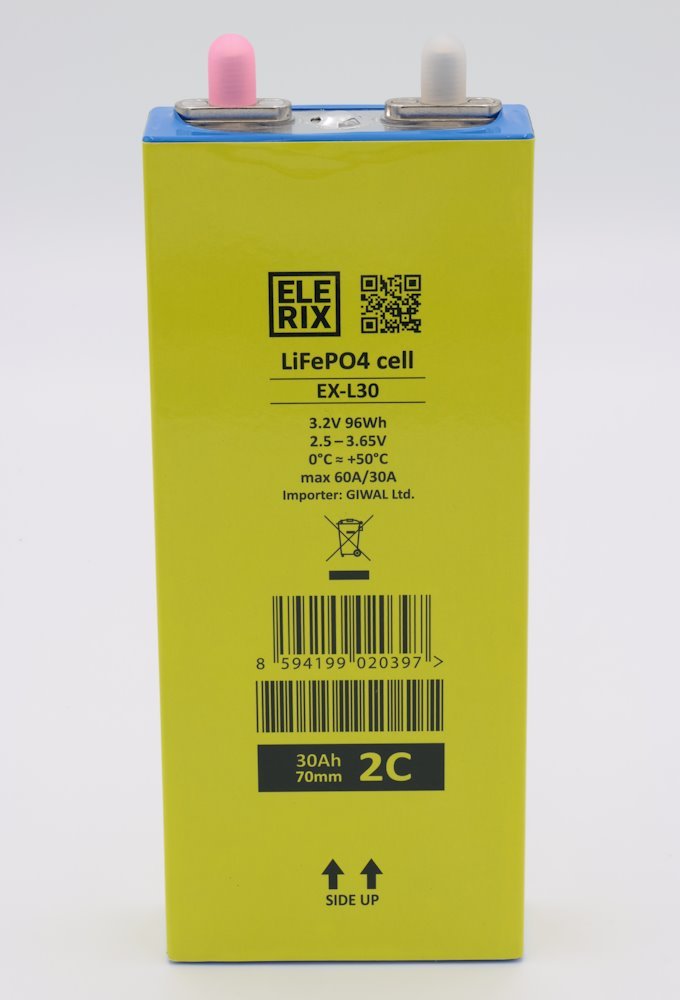 ELE
RIX
LiFePO4 cell
EX-L30
3.2V 96Wh
2.5 – 3.65V
0°C ≈ +50°C
max 60A/30A
Importer: GIWAL Ltd.
8 594199 020397 >
30Ah
70mm 2C
SIDE UP